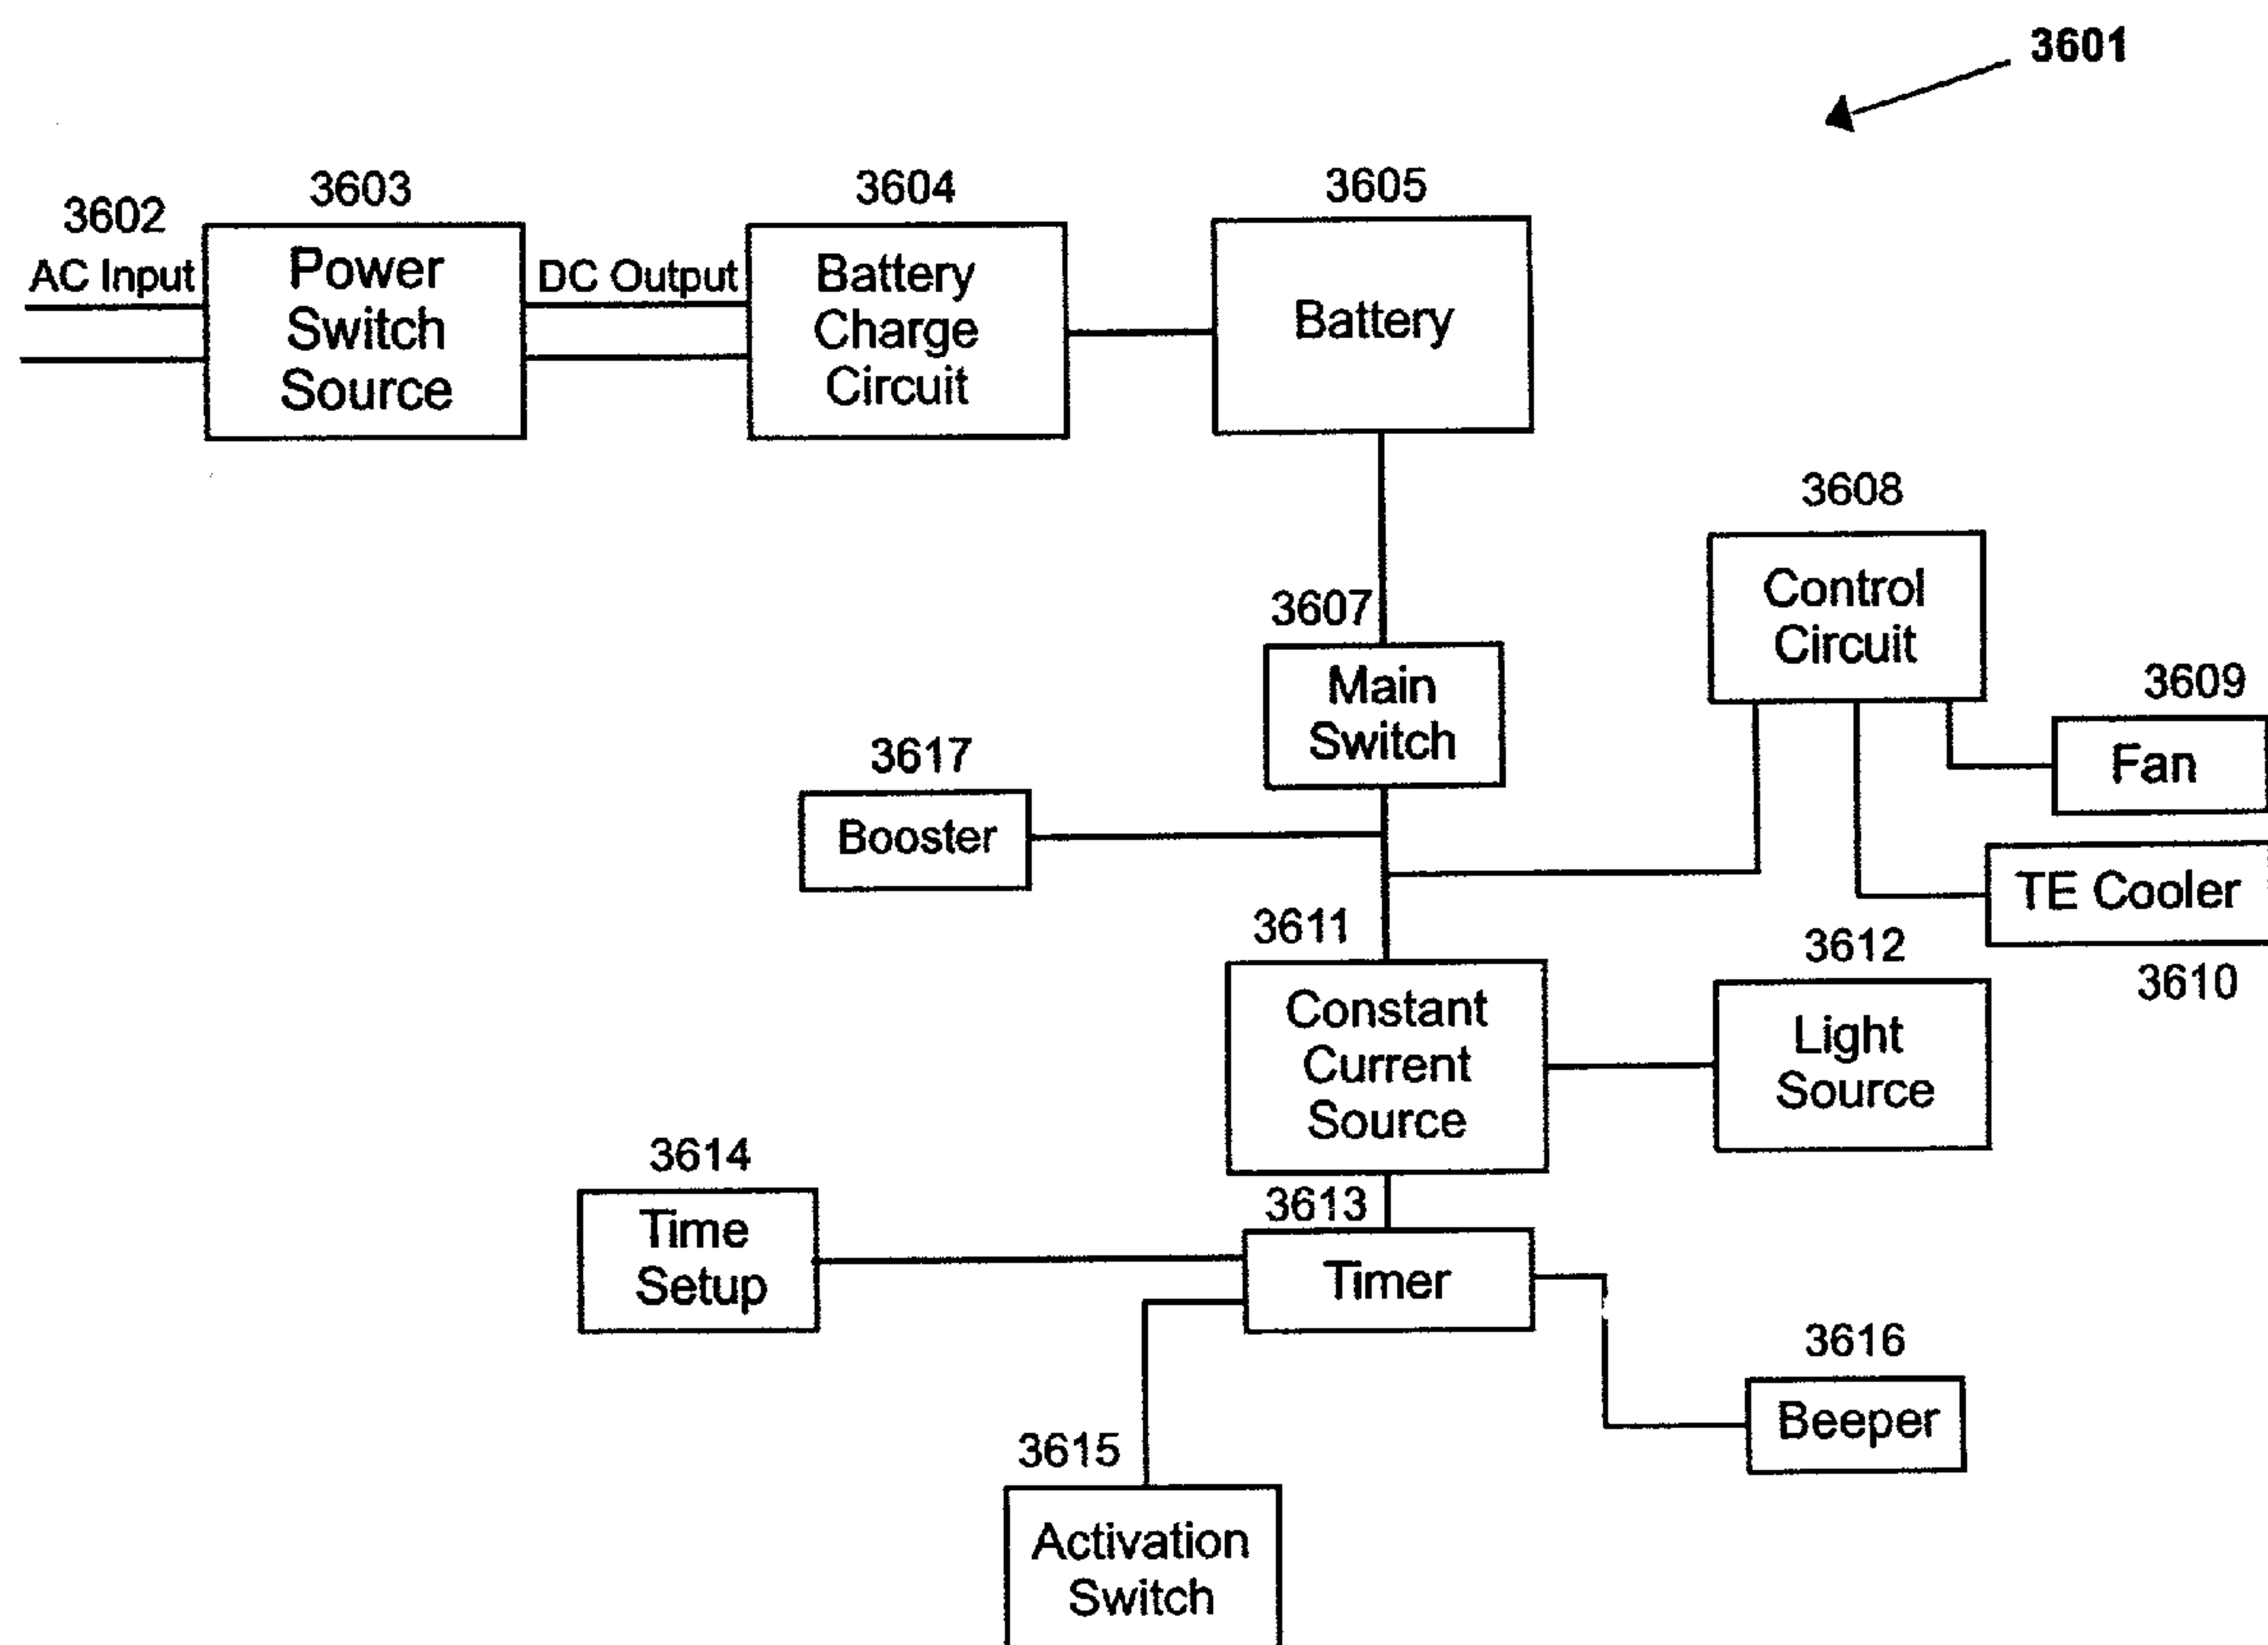 3601
3602
AC Input
3603
Power
Switch
Source
DC Output
3604
Battery
Charge
Circuit
3605
Battery
3607
Main
Switch
3608
Control
Circuit
3609
Fan
TE Cooler
3610
3617
Booster
3611
Constant
Current
Source
3612
Light
Source
3613
Timer
3614
Time
Setup
3615
Activation
Switch
3616
Beeper